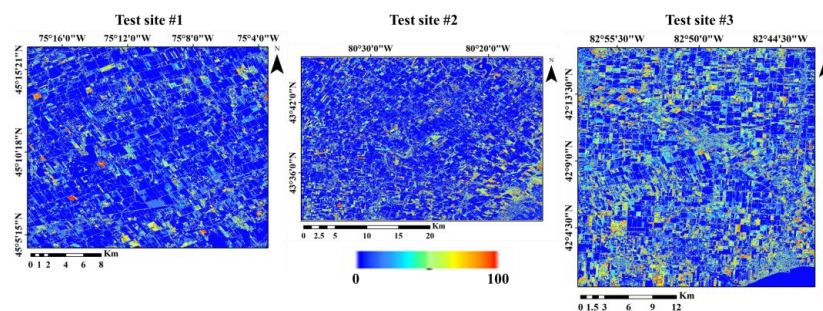 Test site #1
75°16'0"W 75°12'0"W 75°8'0"W 75°4'0"W
N
45°15'21"N
45°10'18"N
45°5'15"N
Km
0 1 2 4 6 8
Test site #2
80°30'0"W 80°20'0"W
N
43°42'0"N
43°36'0"N
Km
0 2.5 5 10 15 20
0 100
Test site #3
82°55'30"W 82°50'0"W 82°44'30"W
42°13'30"N
42°9'0"N
42°4'30"N
Km
0 1.5 3 6 9 12